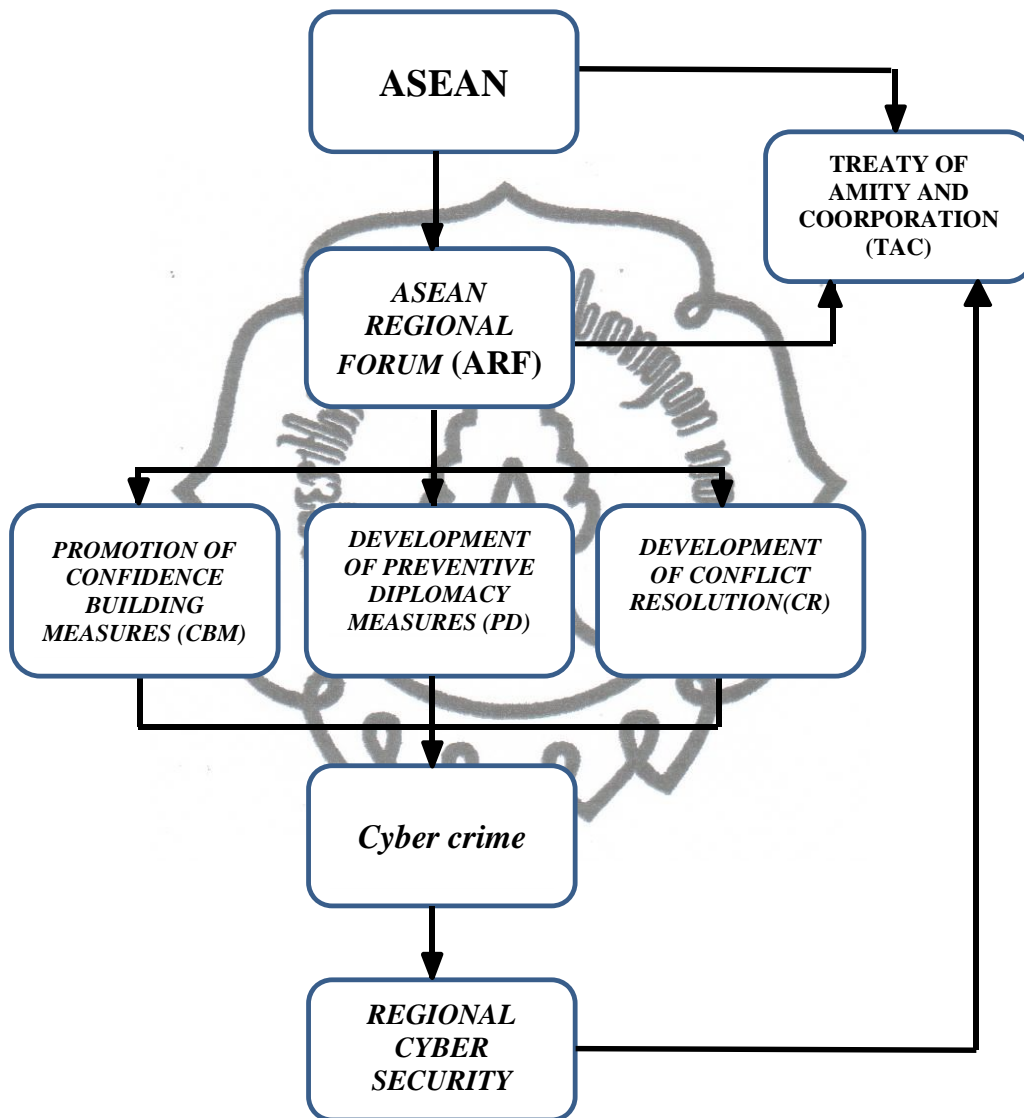 ASEAN
TREATY OF
AMITY AND
COORPORATION
(TAC)
ASEAN
REGIONAL
FORUM (ARF)
PROMOTION OF
CONFIDENCE
BUILDING
MEASURES (CBM)
DEVELOPMENT
OF PREVENTIVE
DIPLOMACY
MEASURES (PD)
DEVELOPMENT
OF CONFLICT
RESOLUTION(CR)
Cyber crime
REGIONAL
CYBER
SECURITY